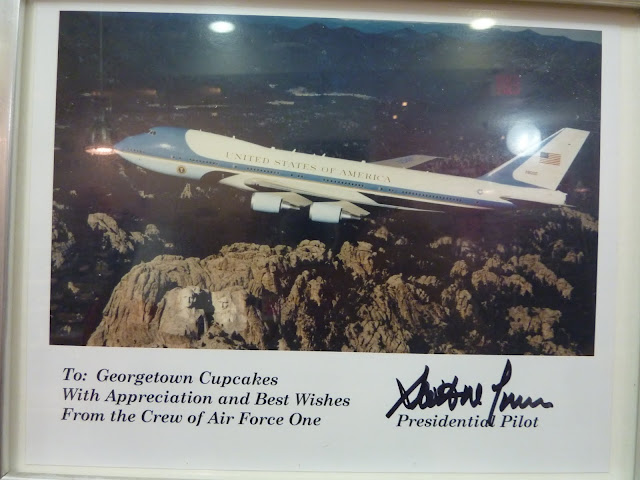 UNITED STATES OF AMERICA
To: Georgetown Cupcakes
With Appreciation and Best Wishes
From the Crew of Air Force One
Presidential Pilot